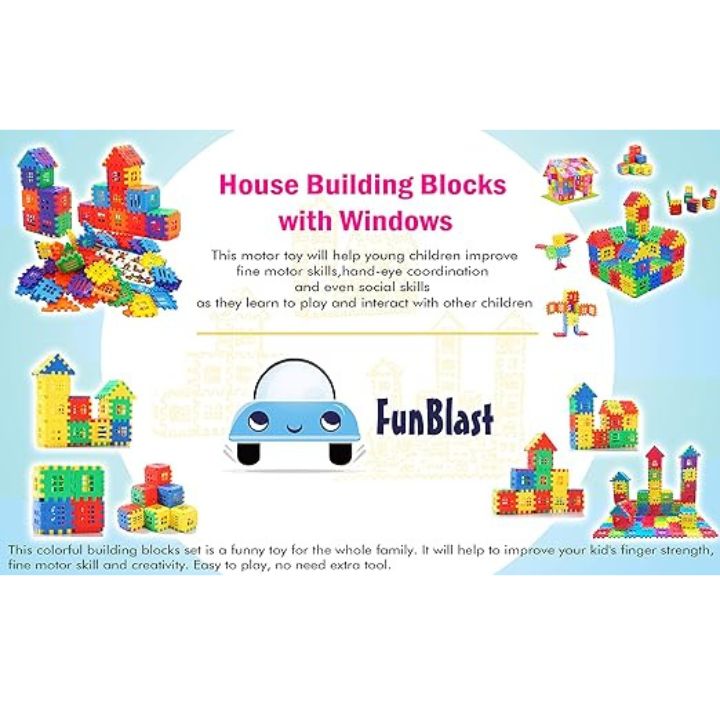 House Building Blocks
with Windows
This motor toy will help young children improve
fine motor skills,hand-eye coordination
and even social skills
as they learn to play and interact with other children
FunBlast
This colorful building blocks set is a funny toy for the whole family. It will help to improve your kid's finger strength,
fine motor skill and creativity. Easy to play, no need extra tool.